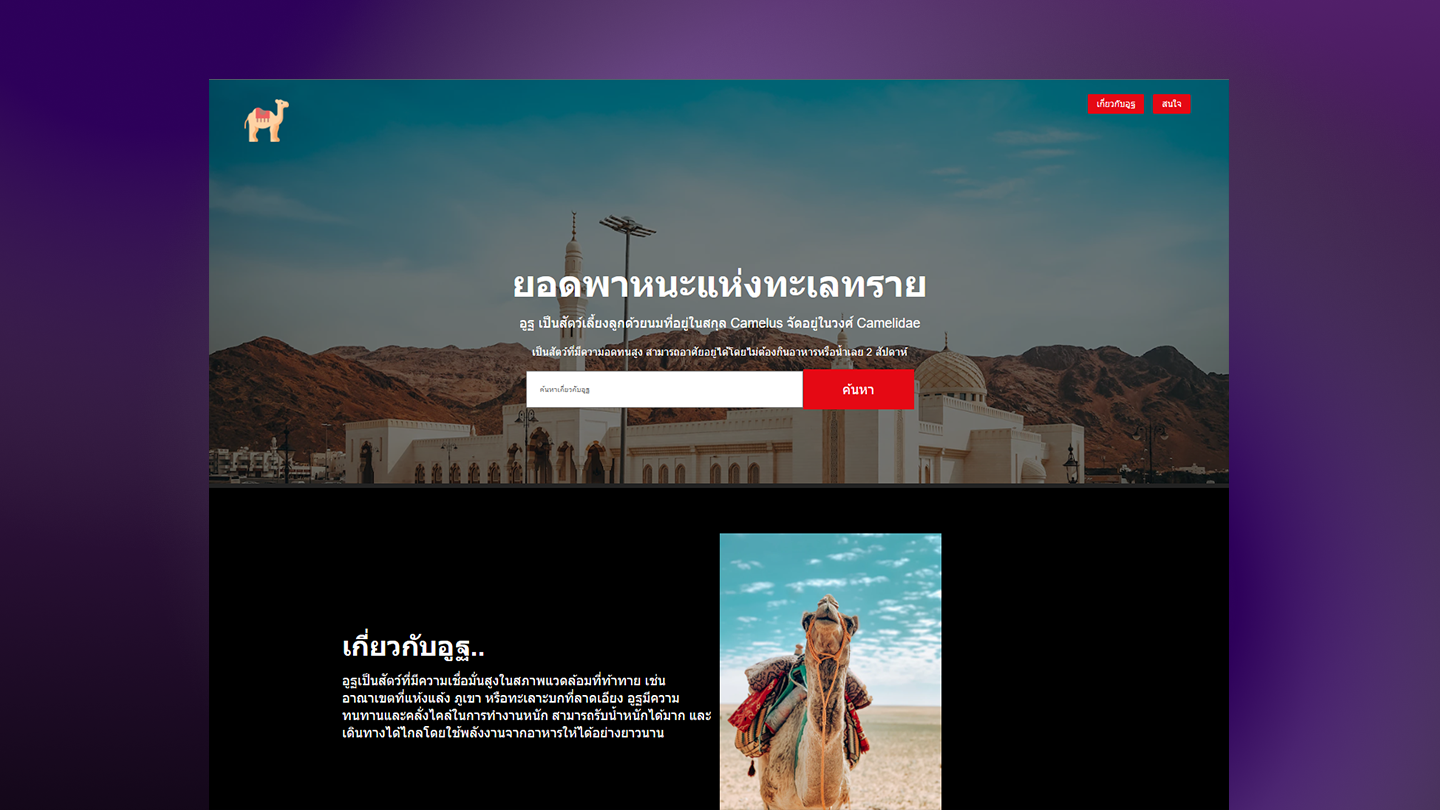 เกี่ยวกับอูฐ
สนใจ
ยอดพาหนะแห่งทะเลทราย
อูฐ เป็นสัตว์เลี้ยงลูกด้วยนมที่อยู่ในสกุล Camelus จัดอยู่ในวงศ์ Camelidae
เป็นสัตว์ที่มีความอดทนสูง สามารถอาศัยอยู่ได้โดยไม่ต้องกินอาหารหรือน้ำเลย 2 สัปดาห์
ค้นหาเกี่ยวกับอูฐ
ค้นหา
เกี่ยวกับอูฐ..
อูฐเป็นสัตว์ที่มีความเชื่อมั่นสูงในสภาพแวดล้อมที่ท้าทาย เช่น
อาณาเขตที่แห้งแล้ง ภูเขา หรือทะเลาะบกที่ลาดเอียง อูฐมีความ
ทนทานและคลั่งไคล้ในการทำงานหนัก สามารถรับน้ำหนักได้มาก และ
เดินทางได้ไกลโดยใช้พลังงานจากอาหารให้ได้อย่างยาวนาน